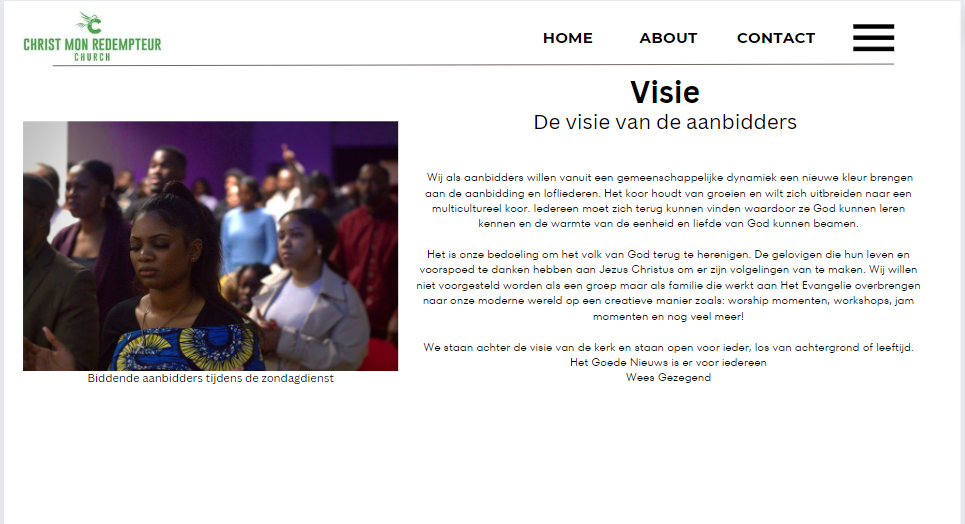 CHRIST MON REDEMPTEUR
CHURCH
HOME ABOUT CONTACT
Visie
De visie van de aanbidders
Wij als aanbidders willen vanuit een gemeenschappelijke dynamiek een nieuwe kleur brengen
aan de aanbidding en lofliederen. Het koor houdt van groeien en wilt zich uitbreiden naar een
multicultureel koor. Iedereen moet zich terug kunnen vinden waardoor ze God kunnen leren
kennen en de warmte van de eenheid en liefde van God kunnen beamen.
Het is onze bedoeling om het volk van God terug te herenigen. De gelovigen die hun leven en
voorspoed te danken hebben aan Jezus Christus om er zijn volgelingen van te maken. Wij willen
niet voorgesteld worden als een groep maar als familie die werkt aan Het Evangelie overbrengen
naar onze moderne wereld op een creatieve manier zoals: worship momenten, workshops, jam
momenten en nog veel meer!
We staan achter de visie van de kerk en staan open voor ieder, los van achtergrond of leeftijd.
Het Goede Nieuws is er voor iedereen
Wees Gezegend
Biddende aanbidders tijdens de zondagdienst